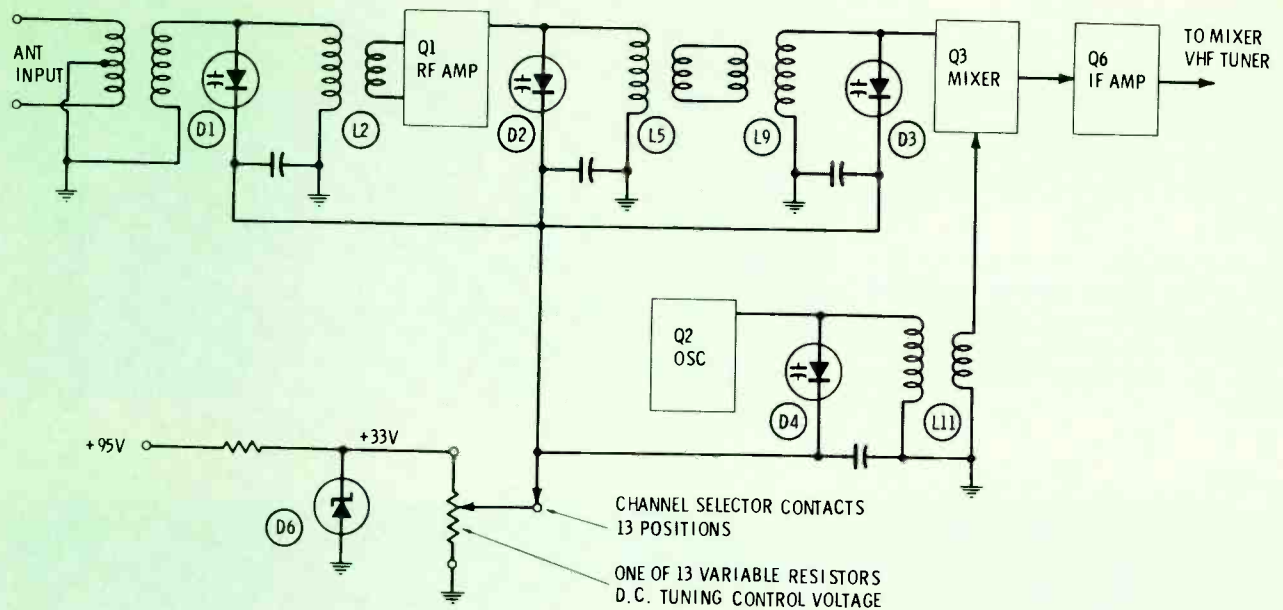 ANT
INPUT
D1
L2
Q1
RF AMP
D2
L5
L9
D3
Q3
MIXER
Q6
IF AMP
TO MIXER
VHF TUNER
Q2
OSC
D4
L11
+95V
+33V
D6
CHANNEL SELECTOR CONTACTS
13 POSITIONS
ONE OF 13 VARIABLE RESISTORS
D.C. TUNING CONTROL VOLTAGE